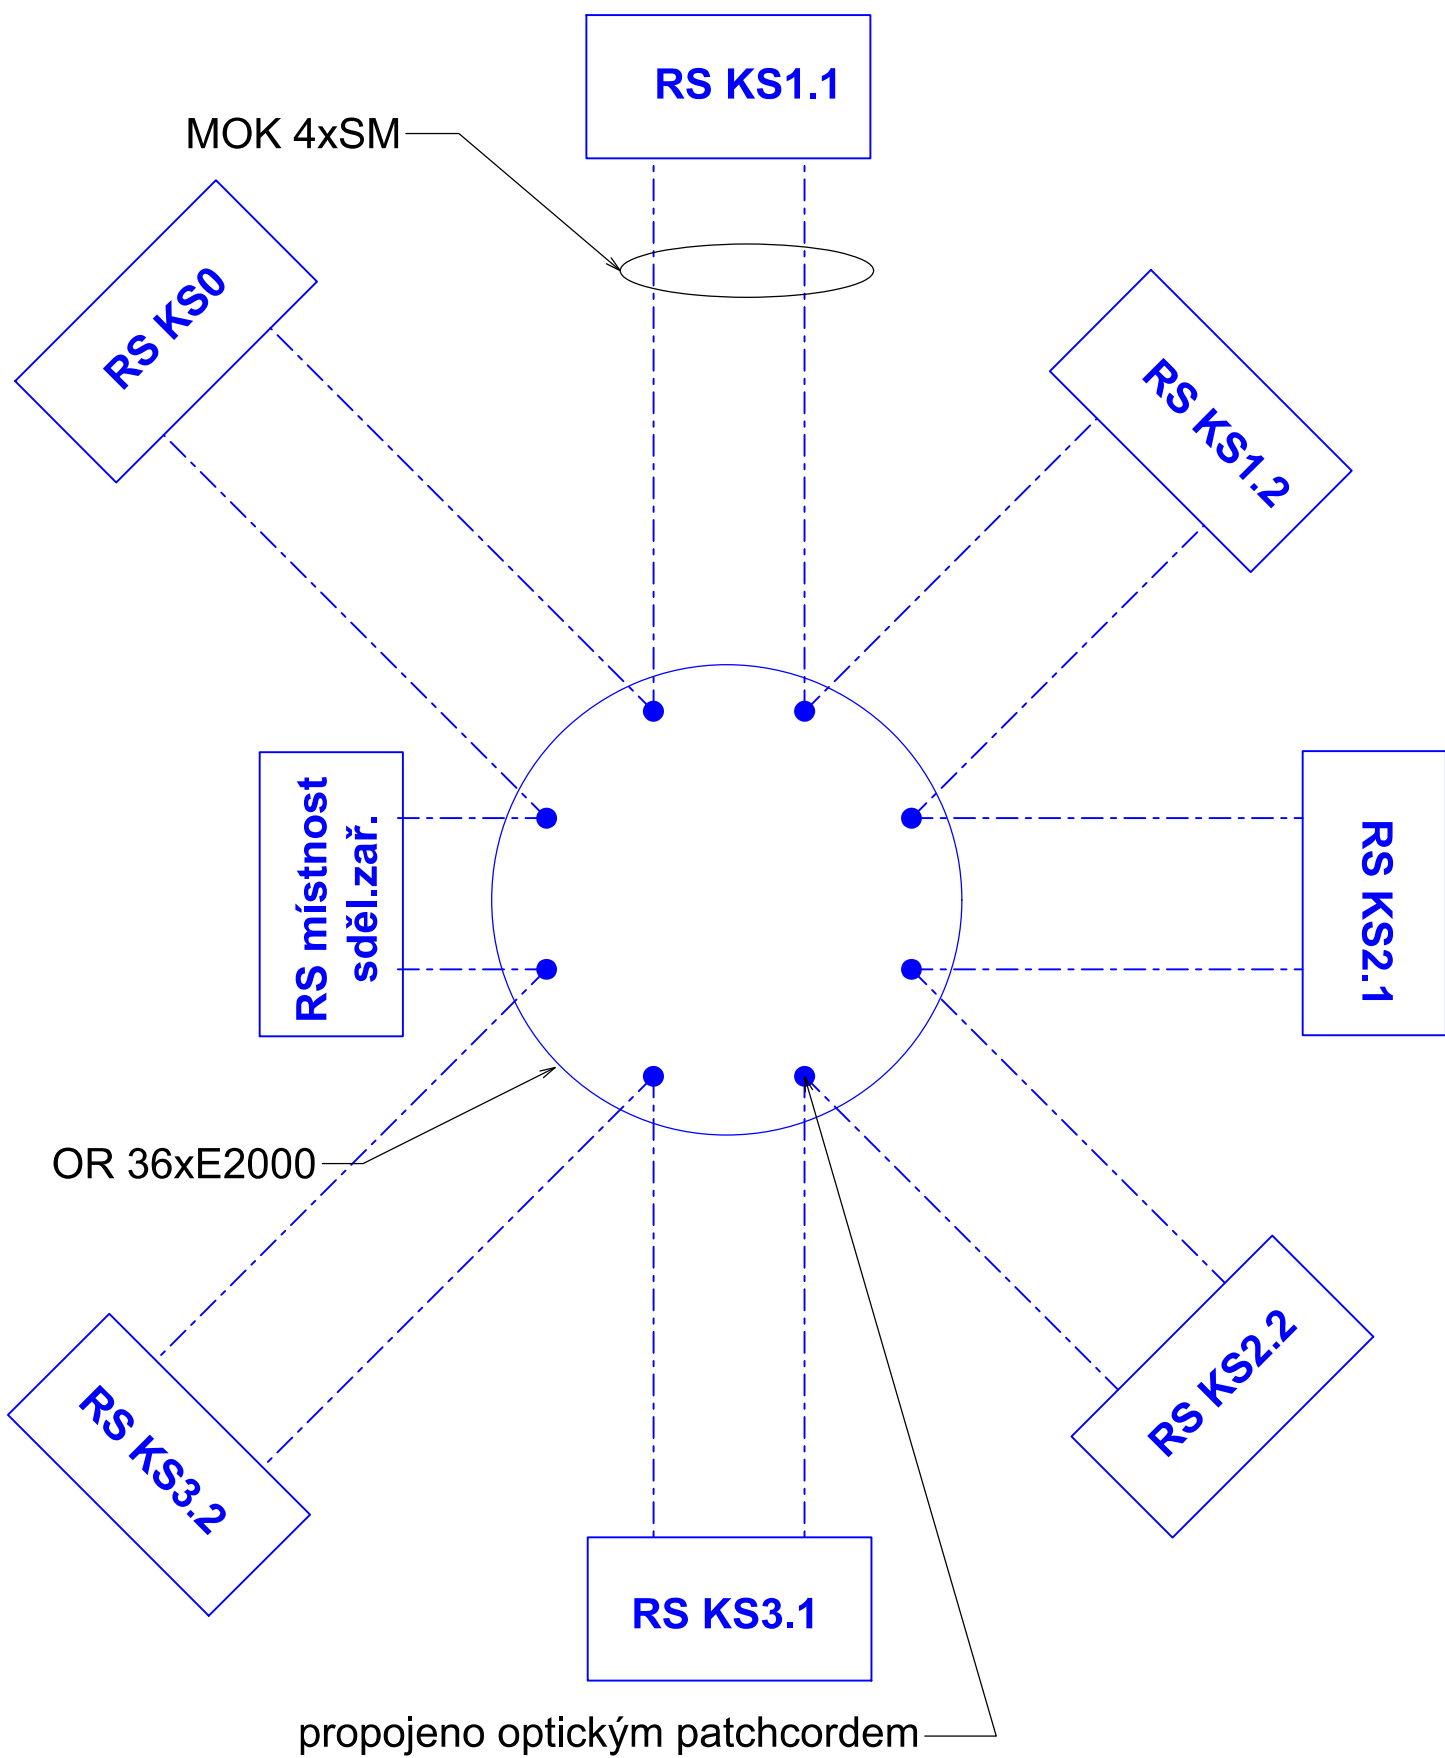 RS KS1.1
MOK 4xSM
RS KS0
RS KS1.2
RS místnost
sděl.zař.
RS KS2.1
OR 36xE2000
RS KS2.2
RS KS3.2
RS KS3.1
propojeno optickým patchcordem